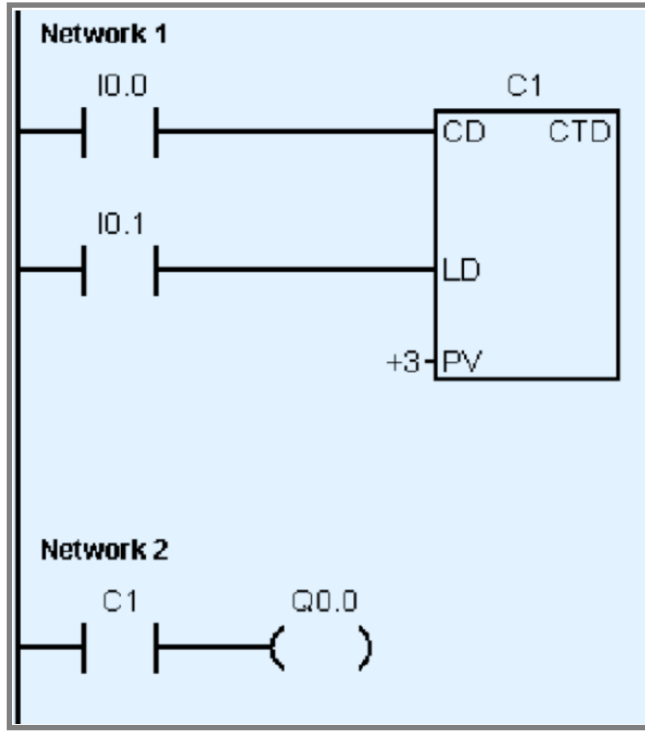 Network 1
I0.0
C1
CD CTD
I0.1
LD
+3 PV
Network 2
C1 Q0.0